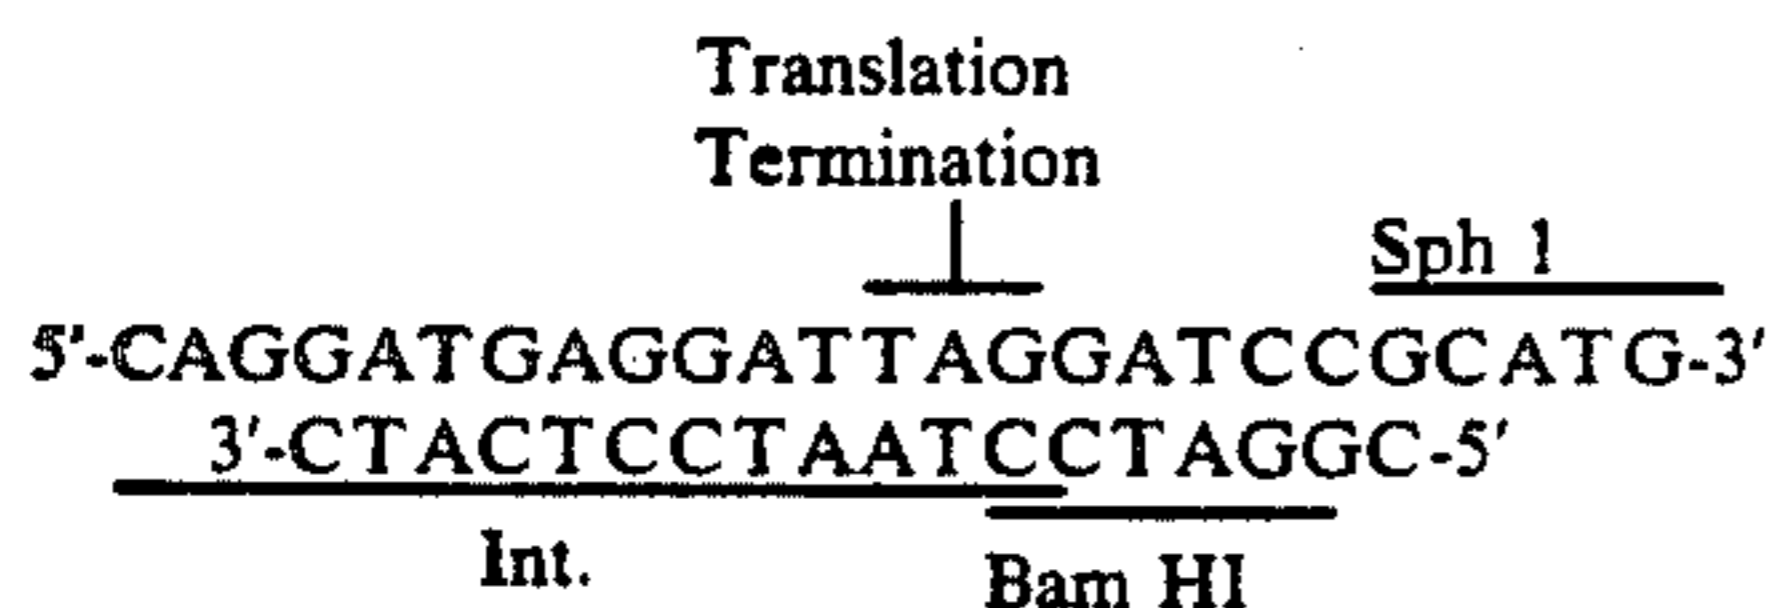 Translation
Termination
Sph 1
5'-CAGGATGAGGATTAGGATCCGCATG-3'
3'-CTACTCCTAATCCTAGGC-5'
Int.
Bam HI